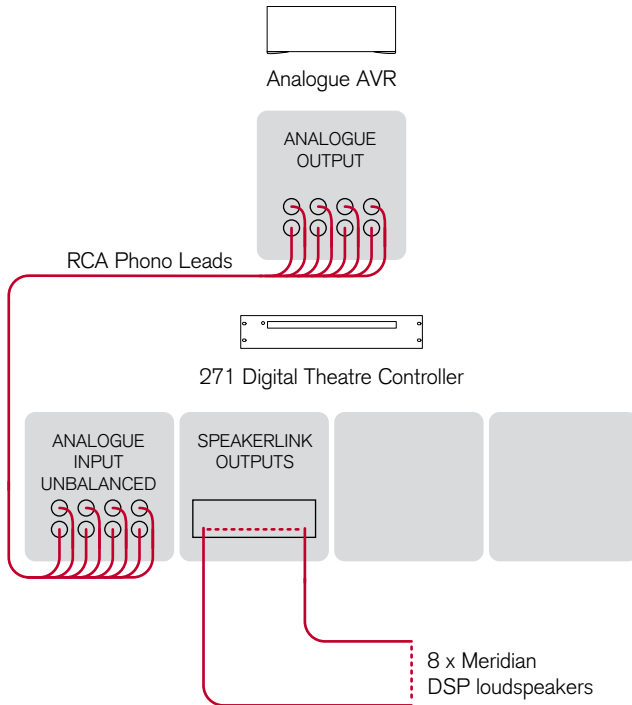 Analogue AVR
ANALOGUE
OUTPUT
RCA Phono Leads
271 Digital Theatre Controller
ANALOGUE
INPUT
UNBALANCED
SPEAKERLINK
OUTPUTS
8 x Meridian
DSP loudspeakers